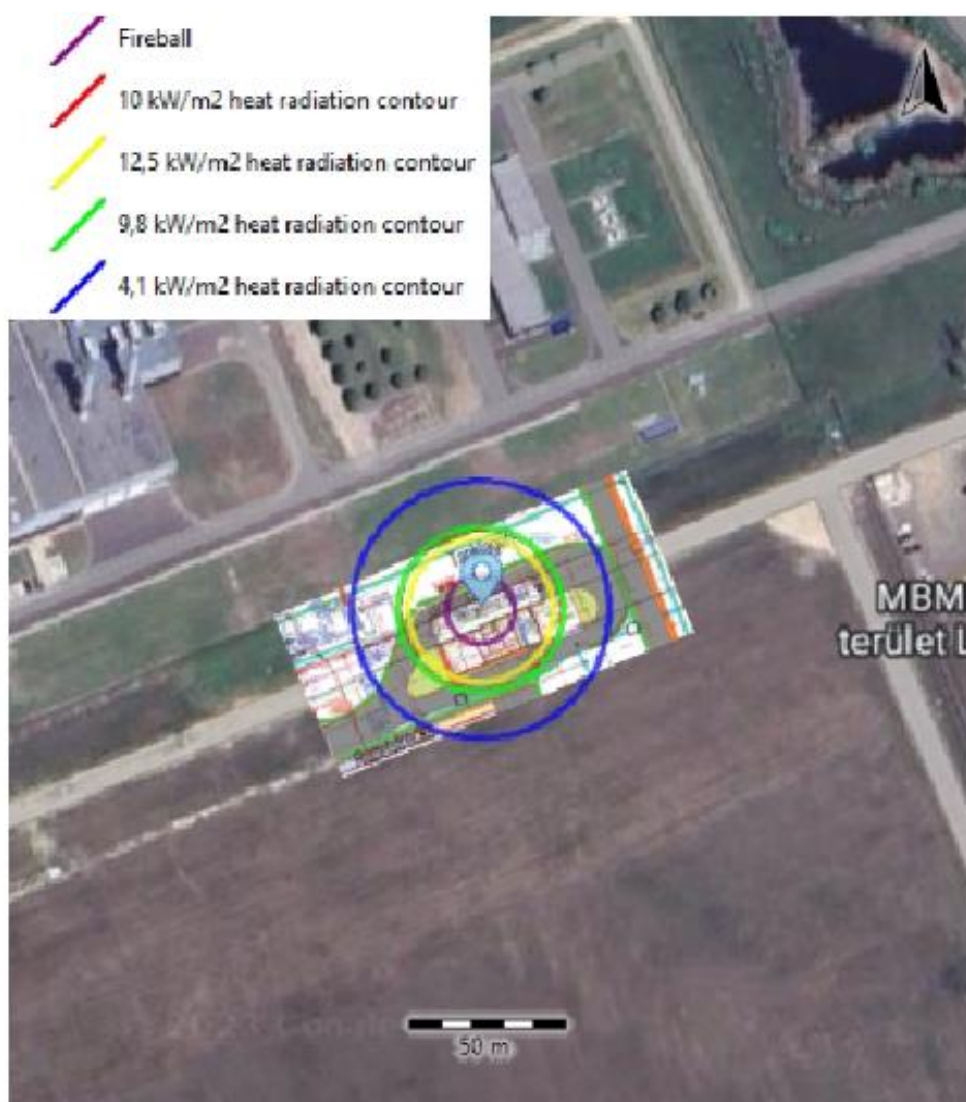 Fireball
10 kW/m2 heat radiation contour
12,5 kW/m2 heat radiation contour
9,8 kW/m2 heat radiation contour
4,1 kW/m2 heat radiation contour
MBM
terület L
50 m